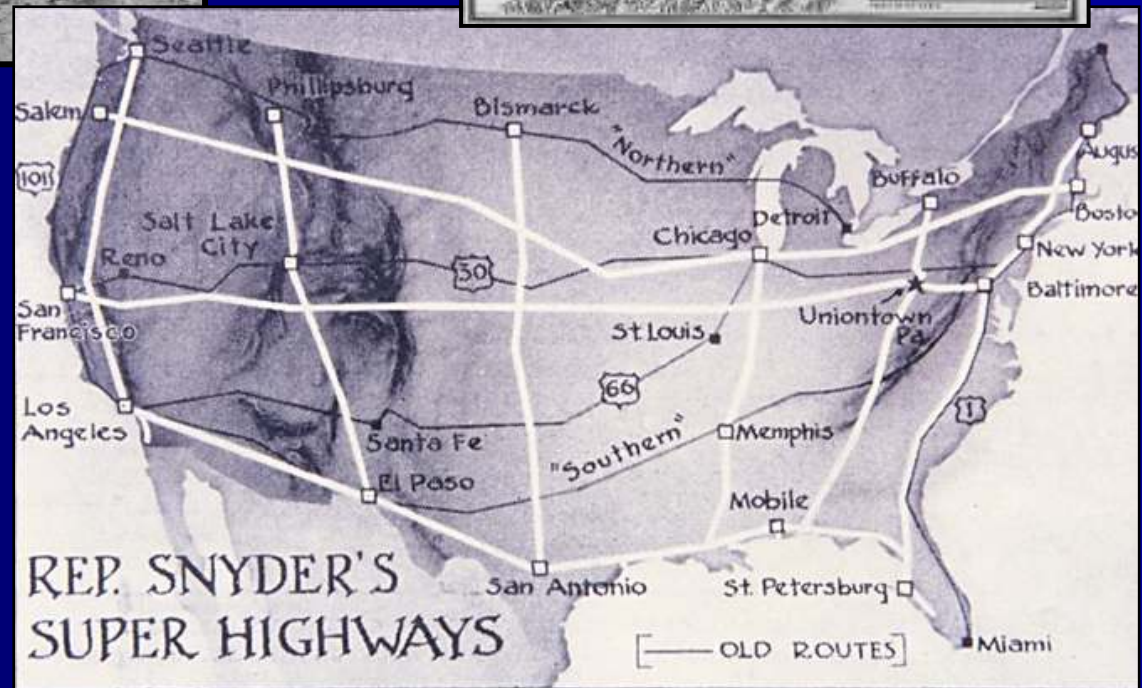 Seattle
Phillipsburg
Salem
Bismarck
101
"Northern"
Buffalo
Augus
Salt Lake
City
Detroit
Bosto
Chicago
Reno
New York
30
Baltimore
San
Francisco
Uniontown
Pa.
St. Louis
66
Los
Angeles
1
Santa Fe
"Southern"
Memphis
El Paso
Mobile
San Antonio
St. Petersburg
REP. SNYDER'S
SUPER HIGHWAYS
OLD ROUTES
Miami